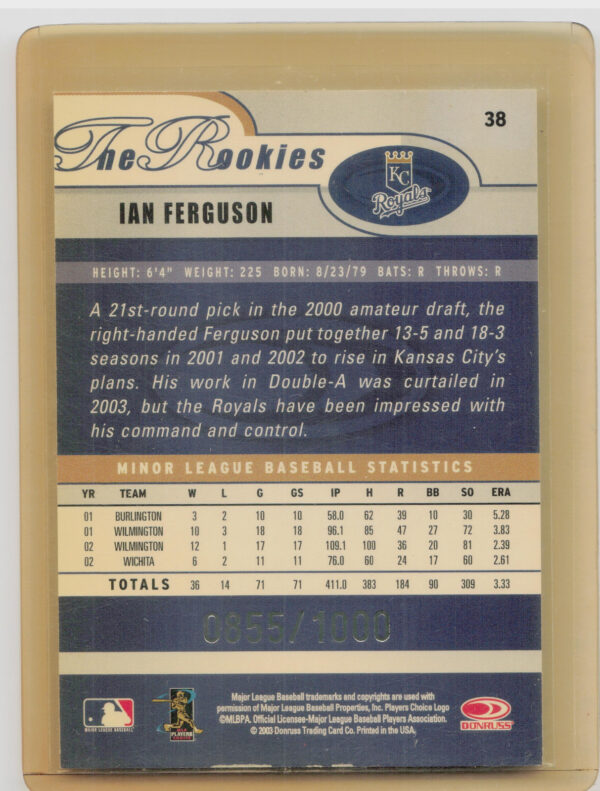 38
The Rookies
KC
Royals
IAN FERGUSON
HEIGHT: 6'4" WEIGHT: 225 BORN: 8/23/79 BATS: R THROWS: R
A 21st-round pick in the 2000 amateur draft, the
right-handed Ferguson put together 13-5 and 18-3
seasons in 2001 and 2002 to rise in Kansas City's
plans. His work in Double-A was curtailed in
2003, but the Royals have been impressed with
his command and control.
MINOR LEAGUE BASEBALL STATISTICS
YR TEAM W L G GS IP H R BB SO ERA
01 BURLINGTON 3 2 10 10 58.0 62 39 10 30 5.28
01 WILMINGTON 10 3 18 18 96.1 85 47 27 72 3.83
02 WILMINGTON 12 1 17 17 109.1 100 36 20 81 2.39
02 WICHITA 6 2 11 11 76.0 60 24 17 60 2.61
TOTALS 36 14 71 71 411.0 383 184 90 309 3.33
0855/1000
Major League Baseball trademarks and copyrights are used with
permission of Major League Baseball Properties, Inc. Players Choice Logo
©MLBPA. Official Licensee-Major League Baseball Players Association.
© 2003 Donruss Trading Card Co. Printed in the USA.
MAJOR LEAGUE BASEBALL
PLAYERS
CHOICE
DONRUSS